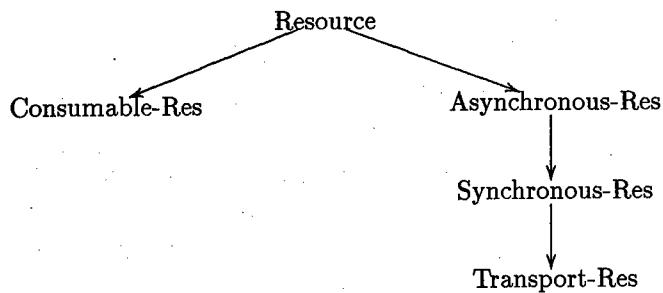 Resource
Consumable-Res
Asynchronous-Res
Synchronous-Res
Transport-Res